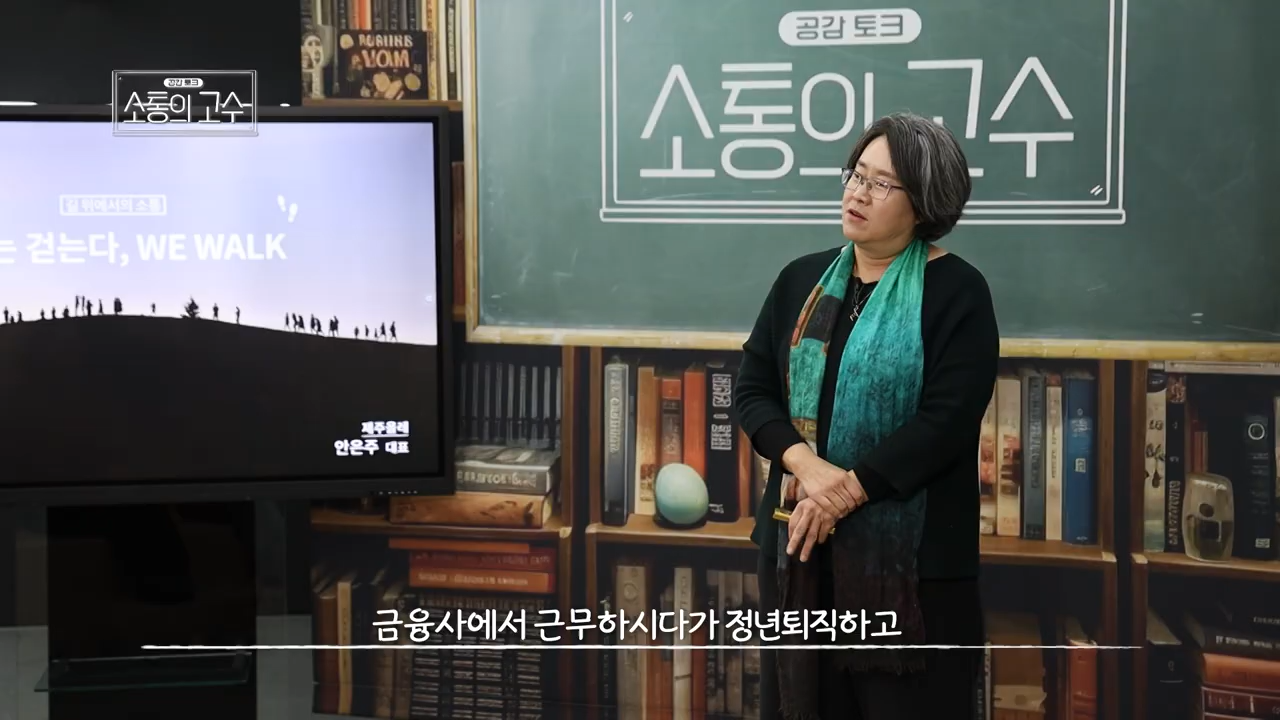 공감 토크
소통의 고수
공감 토크
소통의 고수
길 위에서의 소통
는 걷는다, WE WALK
제주올레
안은주 대표
금융사에서 근무하시다가 정년퇴직하고